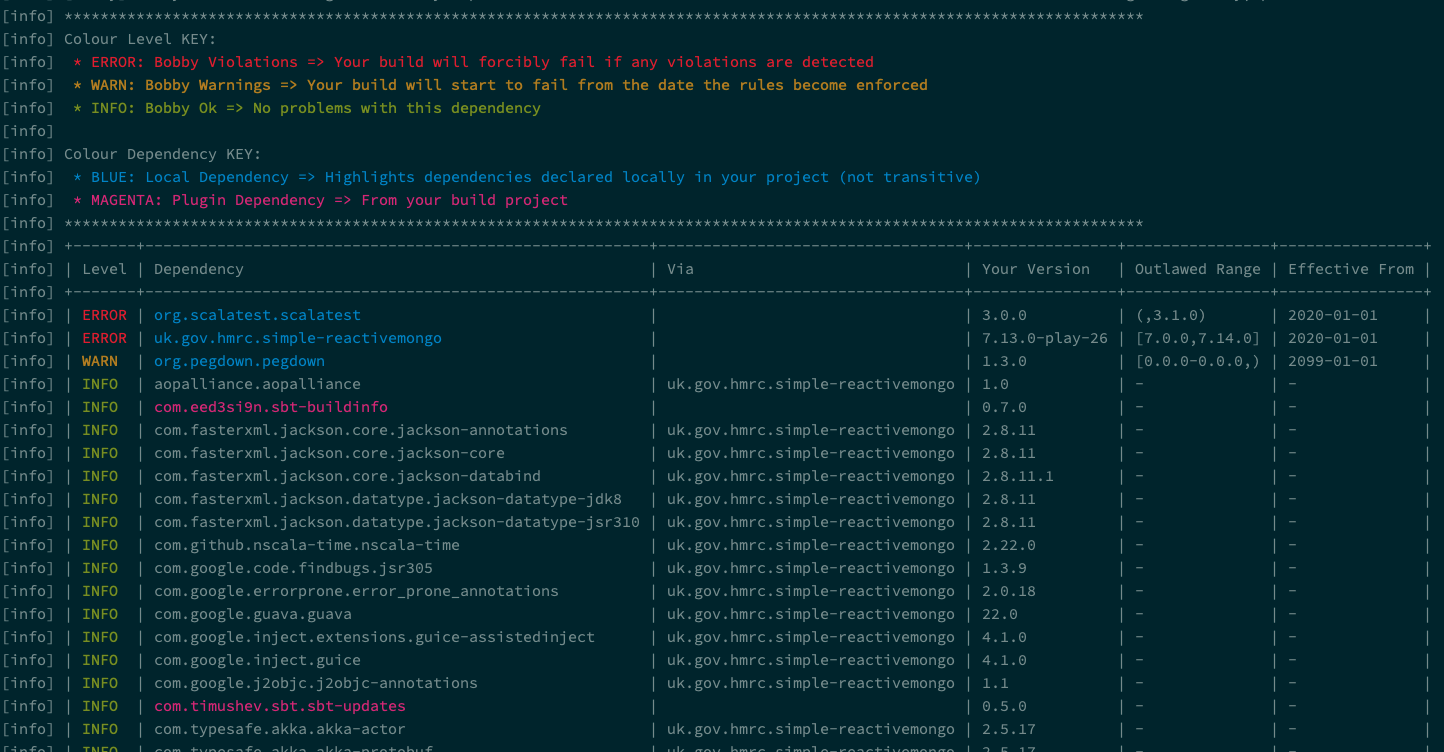 [info] ************************************************************************************************************************
[info] Colour Level KEY:
[info]  * ERROR: Bobby Violations => Your build will forcibly fail if any violations are detected
[info]  * WARN: Bobby Warnings => Your build will start to fail from the date the rules become enforced
[info]  * INFO: Bobby Ok => No problems with this dependency
[info]
[info] Colour Dependency KEY:
[info]  * BLUE: Local Dependency => Highlights dependencies declared locally in your project (not transitive)
[info]  * MAGENTA: Plugin Dependency => From your build project
[info] ************************************************************************************************************************
[info] +-------+--------------------------------------------------------+----------------------------------+----------------+----------------+----------------+
[info] | Level | Dependency                                             | Via                              | Your Version   | Outlawed Range | Effective From |
[info] +-------+--------------------------------------------------------+----------------------------------+----------------+----------------+----------------+
[info] | ERROR | org.scalatest.scalatest                                |                                  | 3.0.0          | (,3.1.0)       | 2020-01-01     |
[info] | ERROR | uk.gov.hmrc.simple-reactivemongo                       |                                  | 7.13.0-play-26 | [7.0.0,7.14.0] | 2020-01-01     |
[info] | WARN  | org.pegdown.pegdown                                    |                                  | 1.3.0          | [0.0.0-0.0.0,) | 2099-01-01     |
[info] | INFO  | aopalliance.aopalliance                                | uk.gov.hmrc.simple-reactivemongo | 1.0            | -              | -              |
[info] | INFO  | com.eed3si9n.sbt-buildinfo                             |                                  | 0.7.0          | -              | -              |
[info] | INFO  | com.fasterxml.jackson.core.jackson-annotations         | uk.gov.hmrc.simple-reactivemongo | 2.8.11         | -              | -              |
[info] | INFO  | com.fasterxml.jackson.core.jackson-core                | uk.gov.hmrc.simple-reactivemongo | 2.8.11         | -              | -              |
[info] | INFO  | com.fasterxml.jackson.core.jackson-databind            | uk.gov.hmrc.simple-reactivemongo | 2.8.11.1       | -              | -              |
[info] | INFO  | com.fasterxml.jackson.datatype.jackson-datatype-jdk8   | uk.gov.hmrc.simple-reactivemongo | 2.8.11         | -              | -              |
[info] | INFO  | com.fasterxml.jackson.datatype.jackson-datatype-jsr310 | uk.gov.hmrc.simple-reactivemongo | 2.8.11         | -              | -              |
[info] | INFO  | com.github.nscala-time.nscala-time                     | uk.gov.hmrc.simple-reactivemongo | 2.22.0         | -              | -              |
[info] | INFO  | com.google.code.findbugs.jsr305                        | uk.gov.hmrc.simple-reactivemongo | 1.3.9          | -              | -              |
[info] | INFO  | com.google.errorprone.error_prone_annotations          | uk.gov.hmrc.simple-reactivemongo | 2.0.18         | -              | -              |
[info] | INFO  | com.google.guava.guava                                 | uk.gov.hmrc.simple-reactivemongo | 22.0           | -              | -              |
[info] | INFO  | com.google.inject.extensions.guice-assistedinject      | uk.gov.hmrc.simple-reactivemongo | 4.1.0          | -              | -              |
[info] | INFO  | com.google.inject.guice                                | uk.gov.hmrc.simple-reactivemongo | 4.1.0          | -              | -              |
[info] | INFO  | com.google.j2objc.j2objc-annotations                   | uk.gov.hmrc.simple-reactivemongo | 1.1            | -              | -              |
[info] | INFO  | com.timushev.sbt.sbt-updates                           |                                  | 0.5.0          | -              | -              |
[info] | INFO  | com.typesafe.akka.akka-actor                           | uk.gov.hmrc.simple-reactivemongo | 2.5.17         | -              | -              |
[info] | INFO  | com.typesafe.akka.akka-protobuf                        | uk.gov.hmrc.simple-reactivemongo | 2.5.17         | -              | -              |